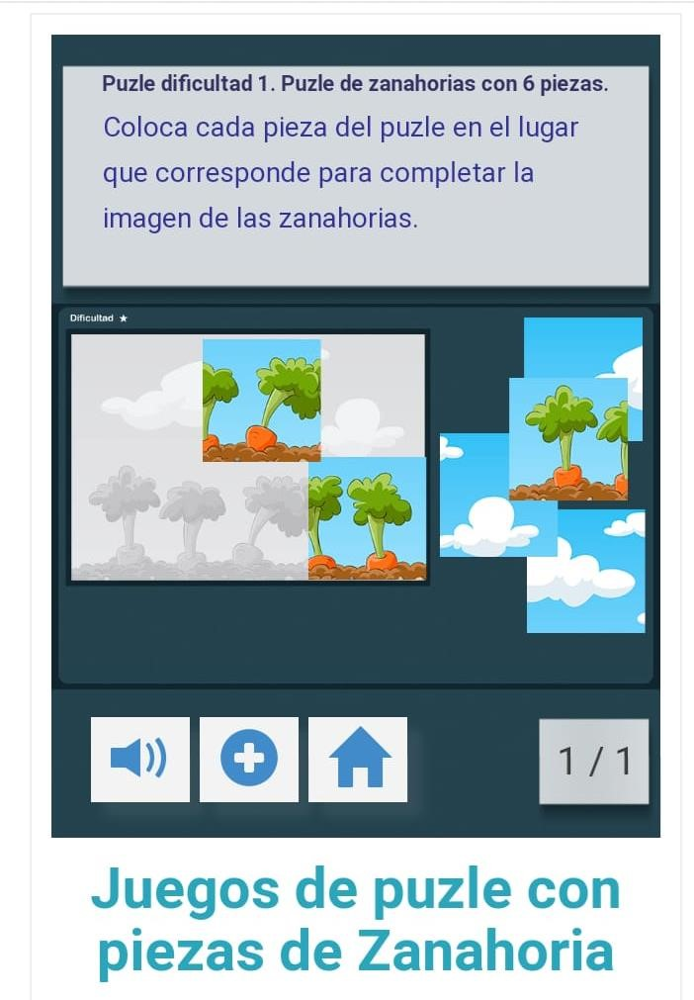 Puzle dificultad 1. Puzle de zanahorias con 6 piezas.
Coloca cada pieza del puzle en el lugar
que corresponde para completar la
imagen de las zanahorias.
Dificultad ★
1 / 1
Juegos de puzle con
piezas de Zanahoria